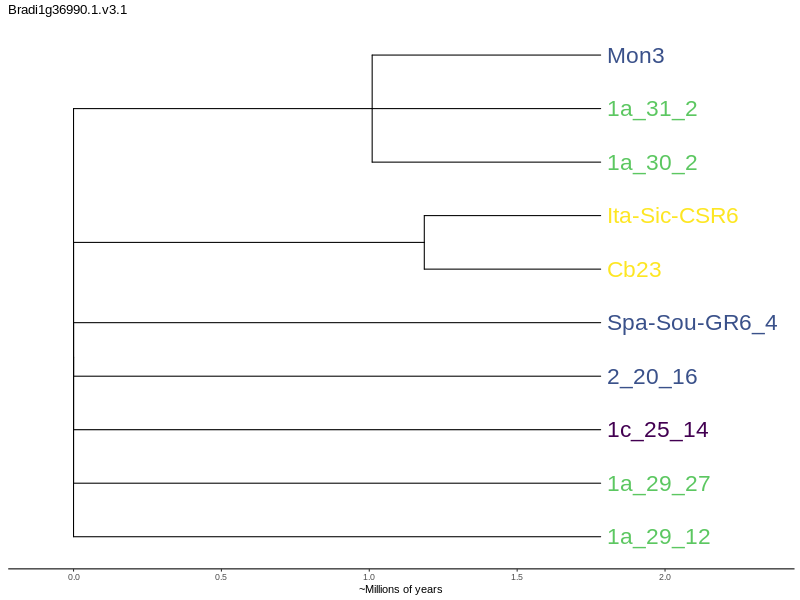 Bradi1g36990.1.v3.1
Mon3
1a_31_2
1a_30_2
Ita-Sic-CSR6
Cb23
Spa-Sou-GR6_4
2_20_16
1c_25_14
1a_29_27
1a_29_12
0.0 0.5 1.0 1.5 2.0
~Millions of years